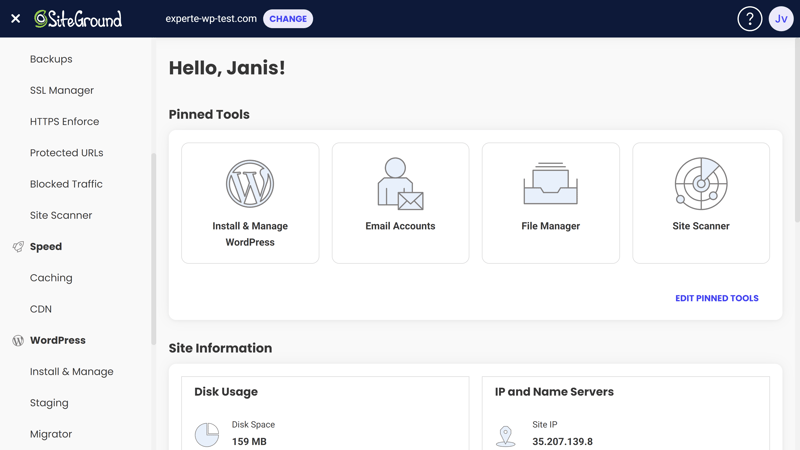 SiteGround
experte-wp-test.com CHANGE
? Jv
Backups
SSL Manager
HTTPS Enforce
Protected URLs
Blocked Traffic
Site Scanner
Speed
Caching
CDN
WordPress
Install & Manage
Staging
Migrator
Hello, Janis!
Pinned Tools
Install & Manage
WordPress
Email Accounts
File Manager
Site Scanner
EDIT PINNED TOOLS
Site Information
Disk Usage
Disk Space
159 MB
IP and Name Servers
Site IP
35.207.139.8